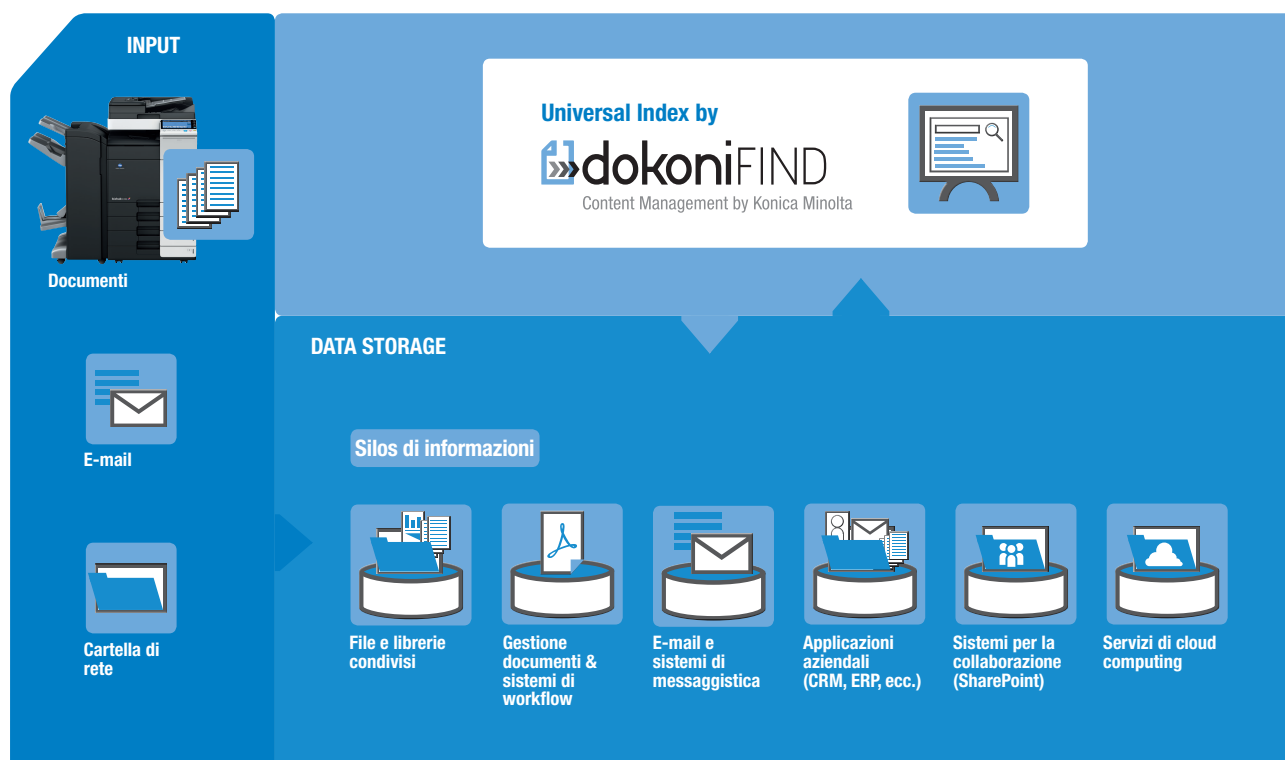 INPUT
Documenti
E-mail
Cartella di
rete
Universal Index by
dokoniFIND
Content Management by Konica Minolta
DATA STORAGE
Silos di informazioni
File e librerie
condivisi
Gestione
documenti &
sistemi di
workflow
E-mail e
sistemi di
messaggistica
Applicazioni
aziendali
(CRM, ERP, ecc.)
Sistemi per la
collaborazione
(SharePoint)
Servizi di cloud
computing